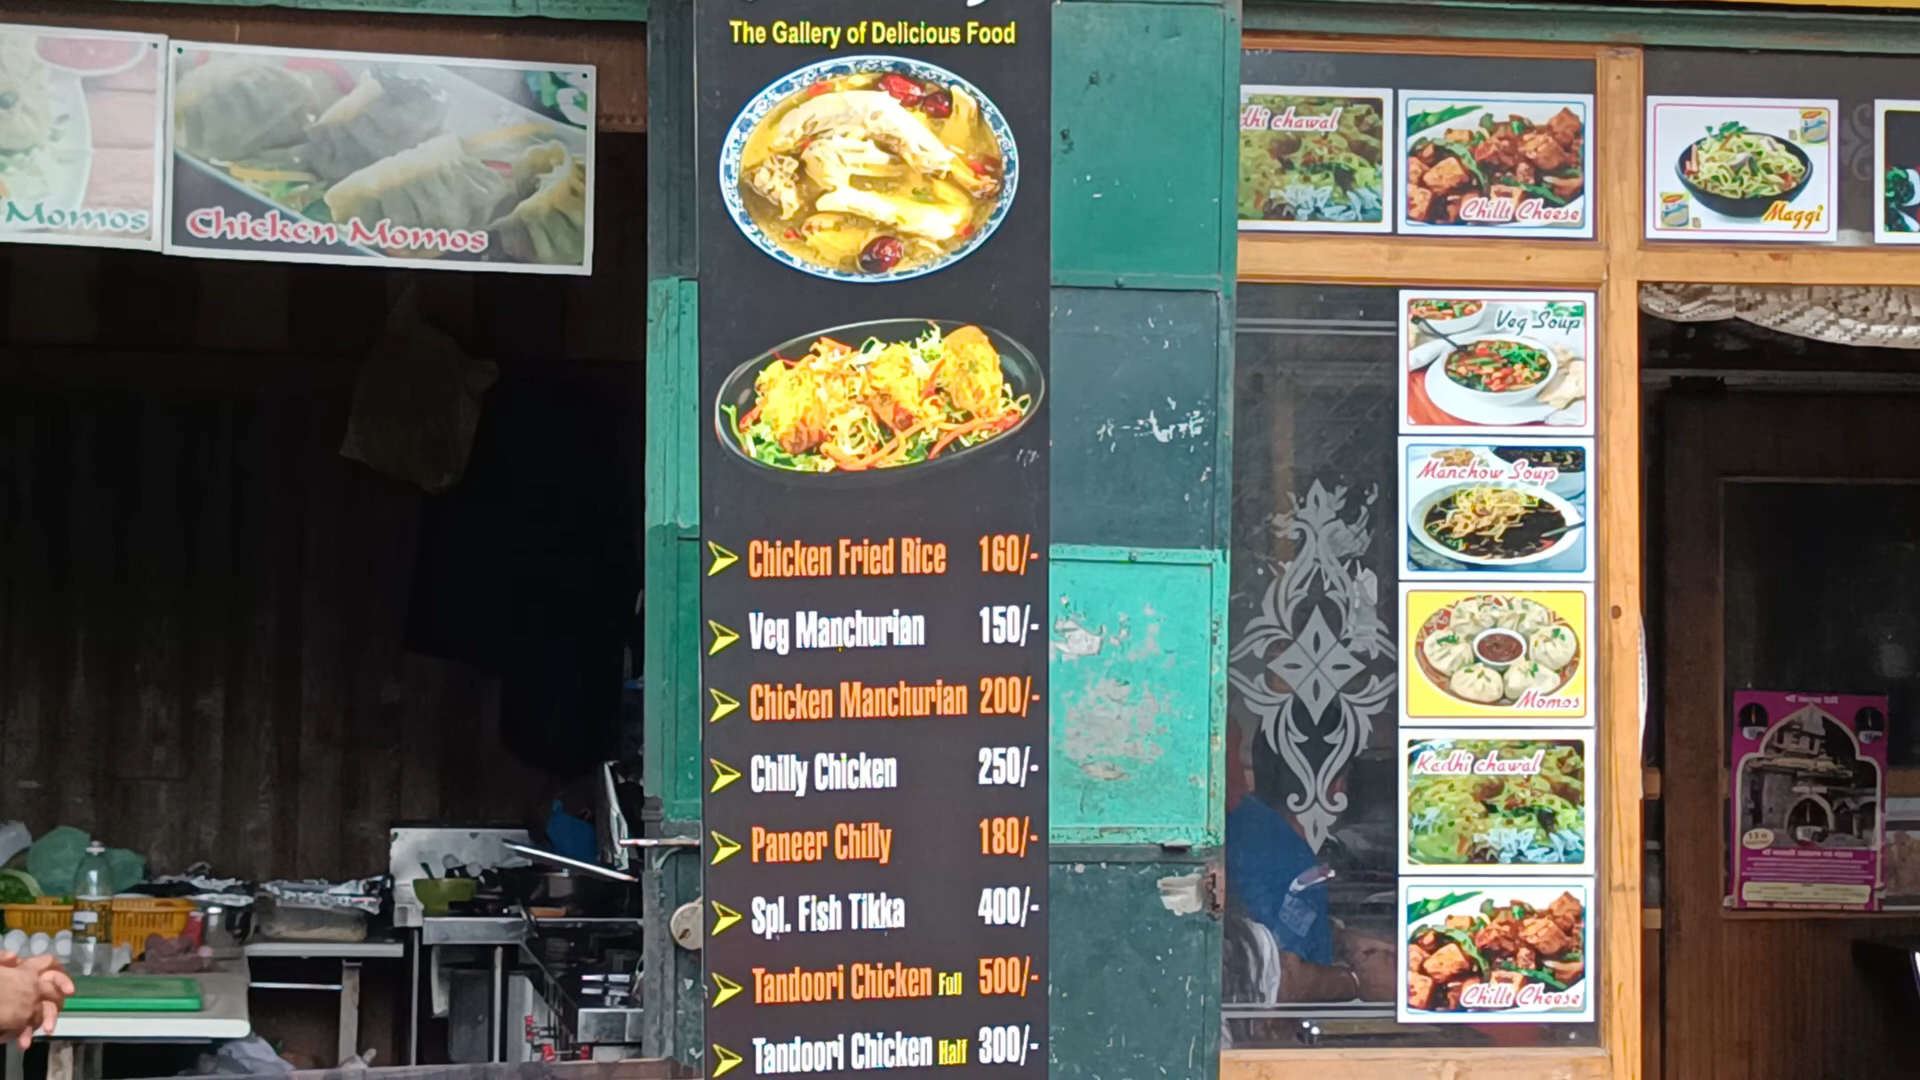 Momos
Chicken Momos
The Gallery of Delicious Food
Chicken Fried Rice 160/-
Veg Manchurian 150/-
Chicken Manchurian 200/-
Chilly Chicken 250/-
Paneer Chilly 180/-
Spl. Fish Tikka 400/-
Tandoori Chicken Full 500/-
Tandoori Chicken Half 300/-
dhi chawal
Chilli Cheese
Maggi
Veg Soup
Manchow Soup
Momos
Kadhi chawal
Chilli Cheese